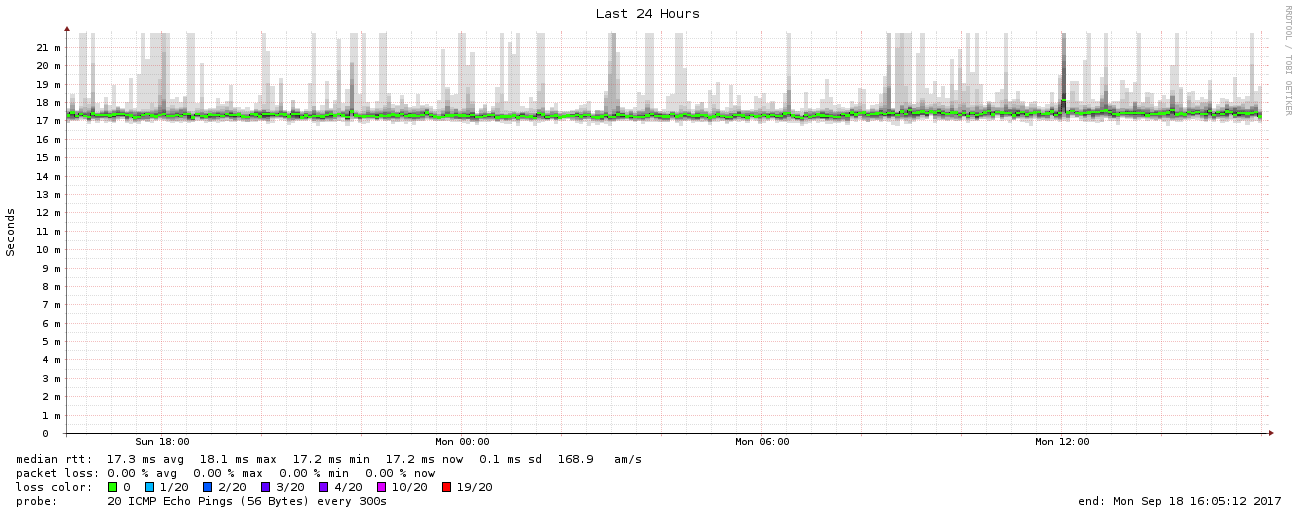 Last 24 Hours
RRDTOOL / TOBI OETIKER
Seconds
21 m
20 m
19 m
18 m
17 m
16 m
15 m
14 m
13 m
12 m
11 m
10 m
9 m
8 m
7 m
6 m
5 m
4 m
3 m
2 m
1 m
0
Sun 18:00 Mon 00:00 Mon 06:00 Mon 12:00
median rtt: 17.3 ms avg 18.1 ms max 17.2 ms min 17.2 ms now 0.1 ms sd 168.9 am/s
packet loss: 0.00 % avg 0.00 % max 0.00 % min 0.00 % now
loss color: 0 1/20 2/20 3/20 4/20 10/20 19/20
probe: 20 ICMP Echo Pings (56 Bytes) every 300s end: Mon Sep 18 16:05:12 2017